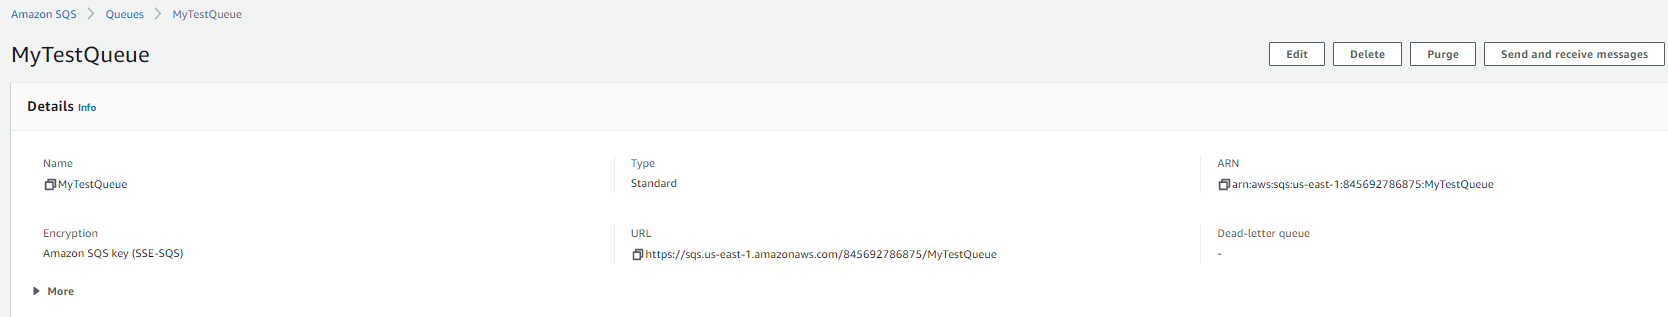 Amazon SQS > Queues > MyTestQueue
MyTestQueue
Edit Delete Purge Send and receive messages
Details Info
Name Type ARN
MyTestQueue Standard arn:aws:sqs:us-east-1:845692786875:MyTestQueue
Encryption URL Dead-letter queue
Amazon SQS key (SSE-SQS) https://sqs.us-east-1.amazonaws.com/845692786875/MyTestQueue -
More